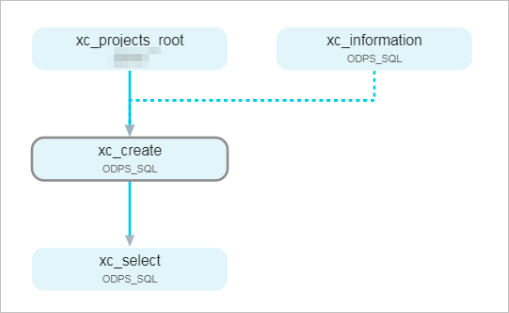 xc_projects_root
xc_information
ODPS_SQL
xc_create
ODPS_SQL
xc_select
ODPS_SQL